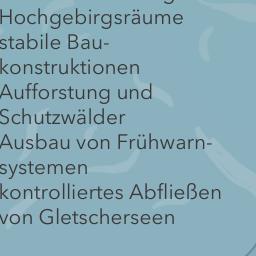 Hochgebirgsräume
stabile Bau-
konstruktionen
Aufforstung und
Schutzwälder
Ausbau von Frühwarn-
systemen
kontrolliertes Abfließen
von Gletscherseen